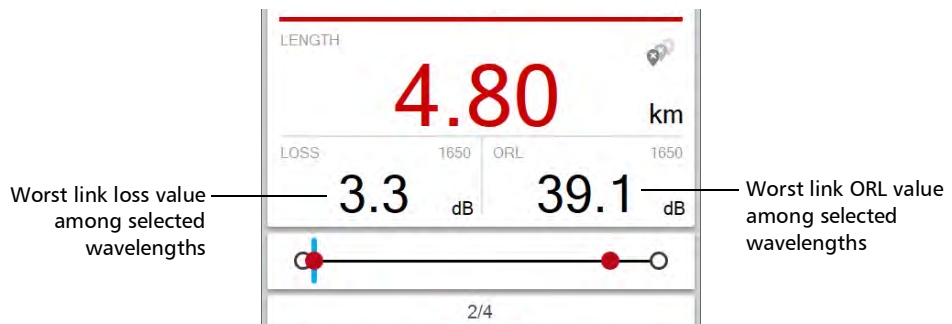 LENGTH
4.80 km
LOSS 1650 ORL 1650
3.3 dB 39.1 dB
Worst link loss value
among selected
wavelengths
Worst link ORL value
among selected
wavelengths
2/4